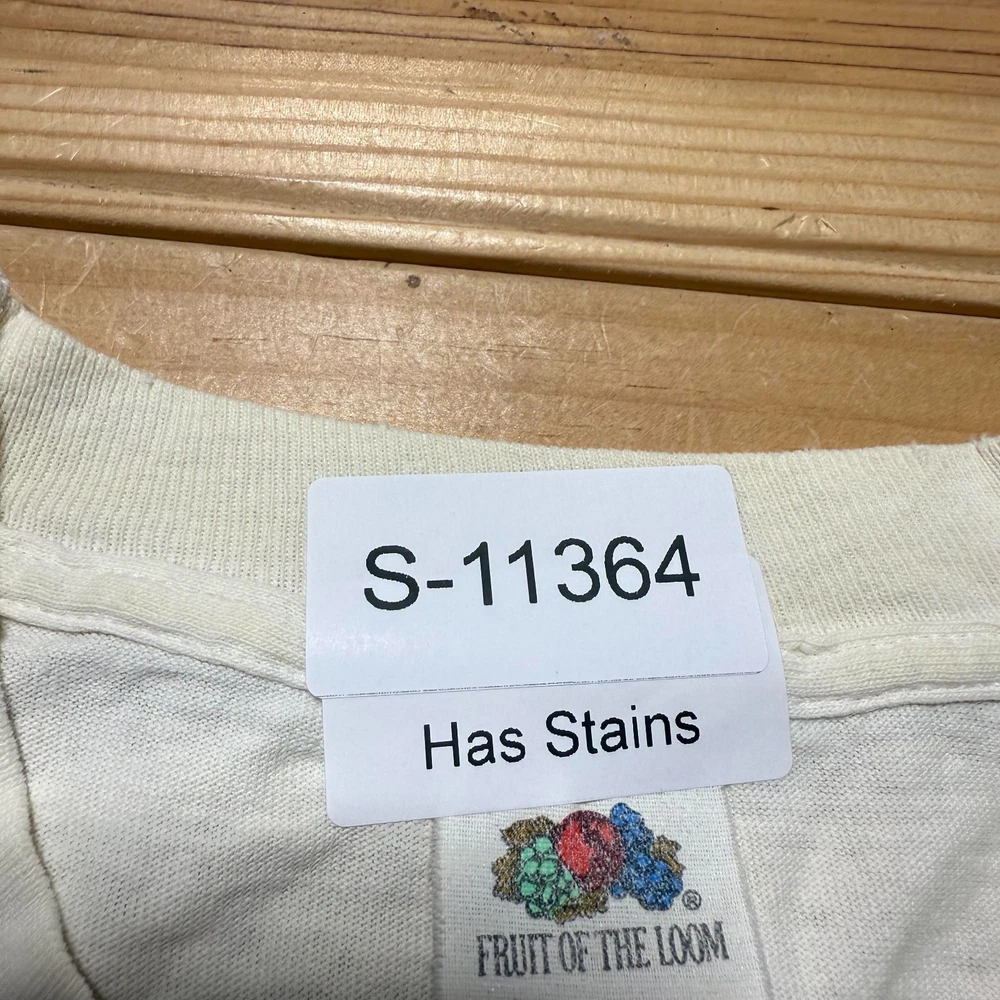 S-11364
Has Stains
®
FRUIT OF THE LOOM